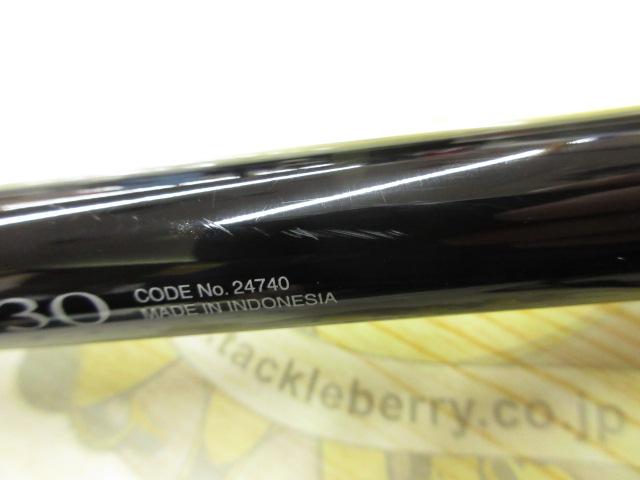 30
CODE No. 24740
MADE IN INDONESIA
tackleberry.co.jp